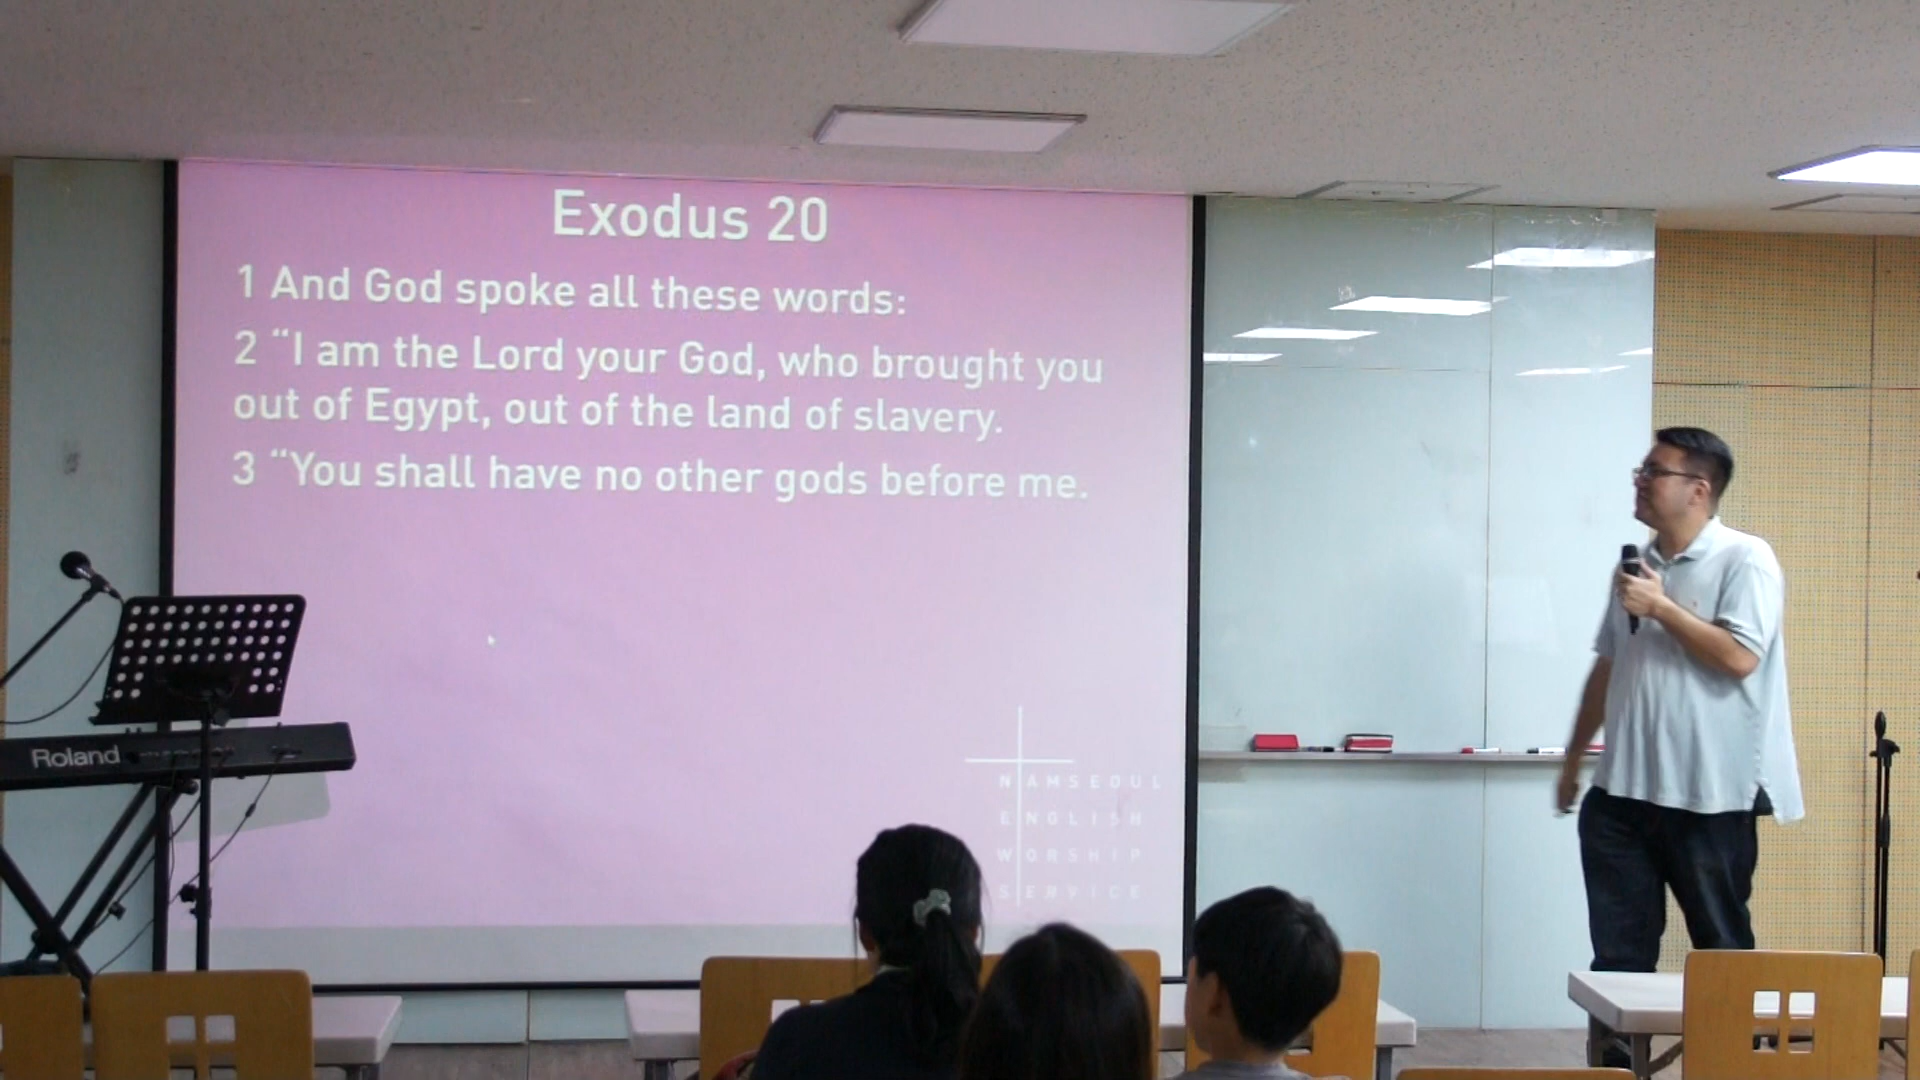 Exodus 20
1 And God spoke all these words:
2 “I am the Lord your God, who brought you
out of Egypt, out of the land of slavery.
3 “You shall have no other gods before me.
NAMSEOUL
ENGLISH
WORSHIP
SERVICE
Roland